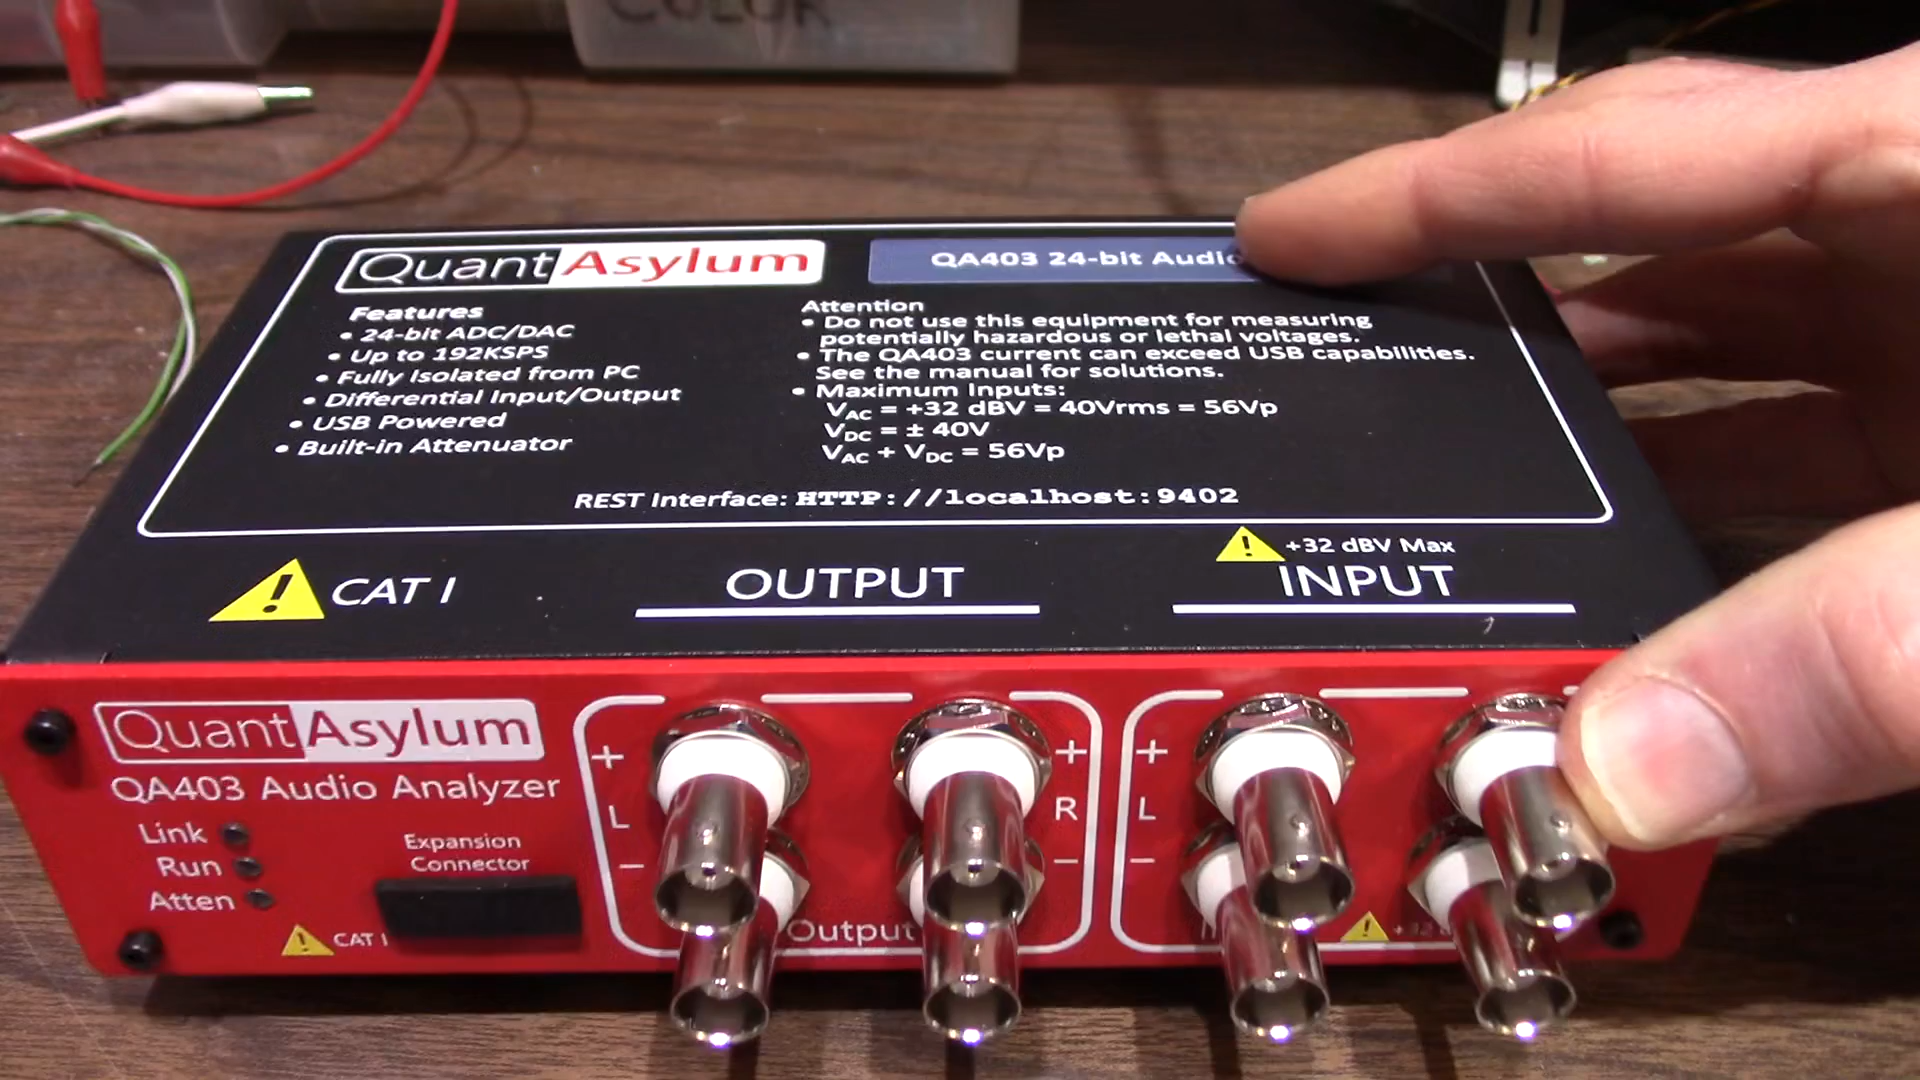 COLOR
QuantAsylum
QA403 24-bit Audio
Features
• 24-bit ADC/DAC
• Up to 192KSPS
• Fully Isolated from PC
• Differential Input/Output
• USB Powered
• Built-in Attenuator
Attention
• Do not use this equipment for measuring
potentially hazardous or lethal voltages.
• The QA403 current can exceed USB capabilities.
See the manual for solutions.
• Maximum Inputs:
VAC = +32 dBV = 40Vrms = 56Vp
VDC = ± 40V
VAC + VDC = 56Vp
REST Interface: HTTP://localhost:9402
! CAT I
OUTPUT
! +32 dBV Max
INPUT
QuantAsylum
QA403 Audio Analyzer
Link
Run
Atten
! CAT I
Expansion
Connector
+ +
L R
− −
Output
+
L
−
! +32